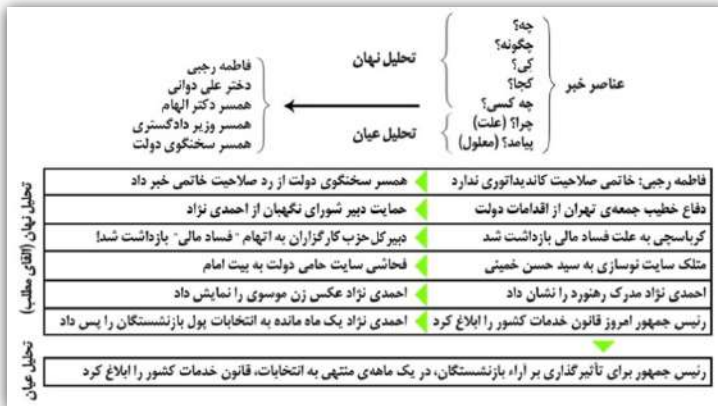 عناصر خبر
چه؟
چگونه؟
کِی؟
کجا؟
چه کسی؟
چرا؟ (علت)
پیامد؟ (معلول)
تحلیل نهان
تحلیل عیان
فاطمه رجبی
دختر علی دوانی
همسر دکتر الهام
همسر وزیر دادگستری
همسر سخنگوی دولت
تحلیل نهان (القای مطلب)
فاطمه رجبی: خاتمی صلاحیت کاندیداتوری ندارد همسر سخنگوی دولت از رد صلاحیت خاتمی خبر داد
دفاع خطیب جمعه‌ی تهران از اقدامات دولت حمایت دبیر شورای نگهبان از احمدی نژاد
کرباسچی به علت فساد مالی بازداشت شد دبیر کل حزب کارگزاران به اتهام "فساد مالی" بازداشت شد!
متلک سایت نوسازی به سید حسن خمینی فحاشی سایت حامی دولت به بیت امام
احمدی نژاد مدرک رهنورد را نشان داد احمدی نژاد عکس زن موسوی را نمایش داد
رئیس جمهور امروز قانون خدمات کشور را ابلاغ کرد احمدی نژاد یک ماه مانده به انتخابات پول بازنشستگان را پس داد
تحلیل عیان
رئیس جمهور برای تأثیرگذاری بر آراء بازنشستگان، در یک ماهه‌ی منتهی به انتخابات، قانون خدمات کشور را ابلاغ کرد